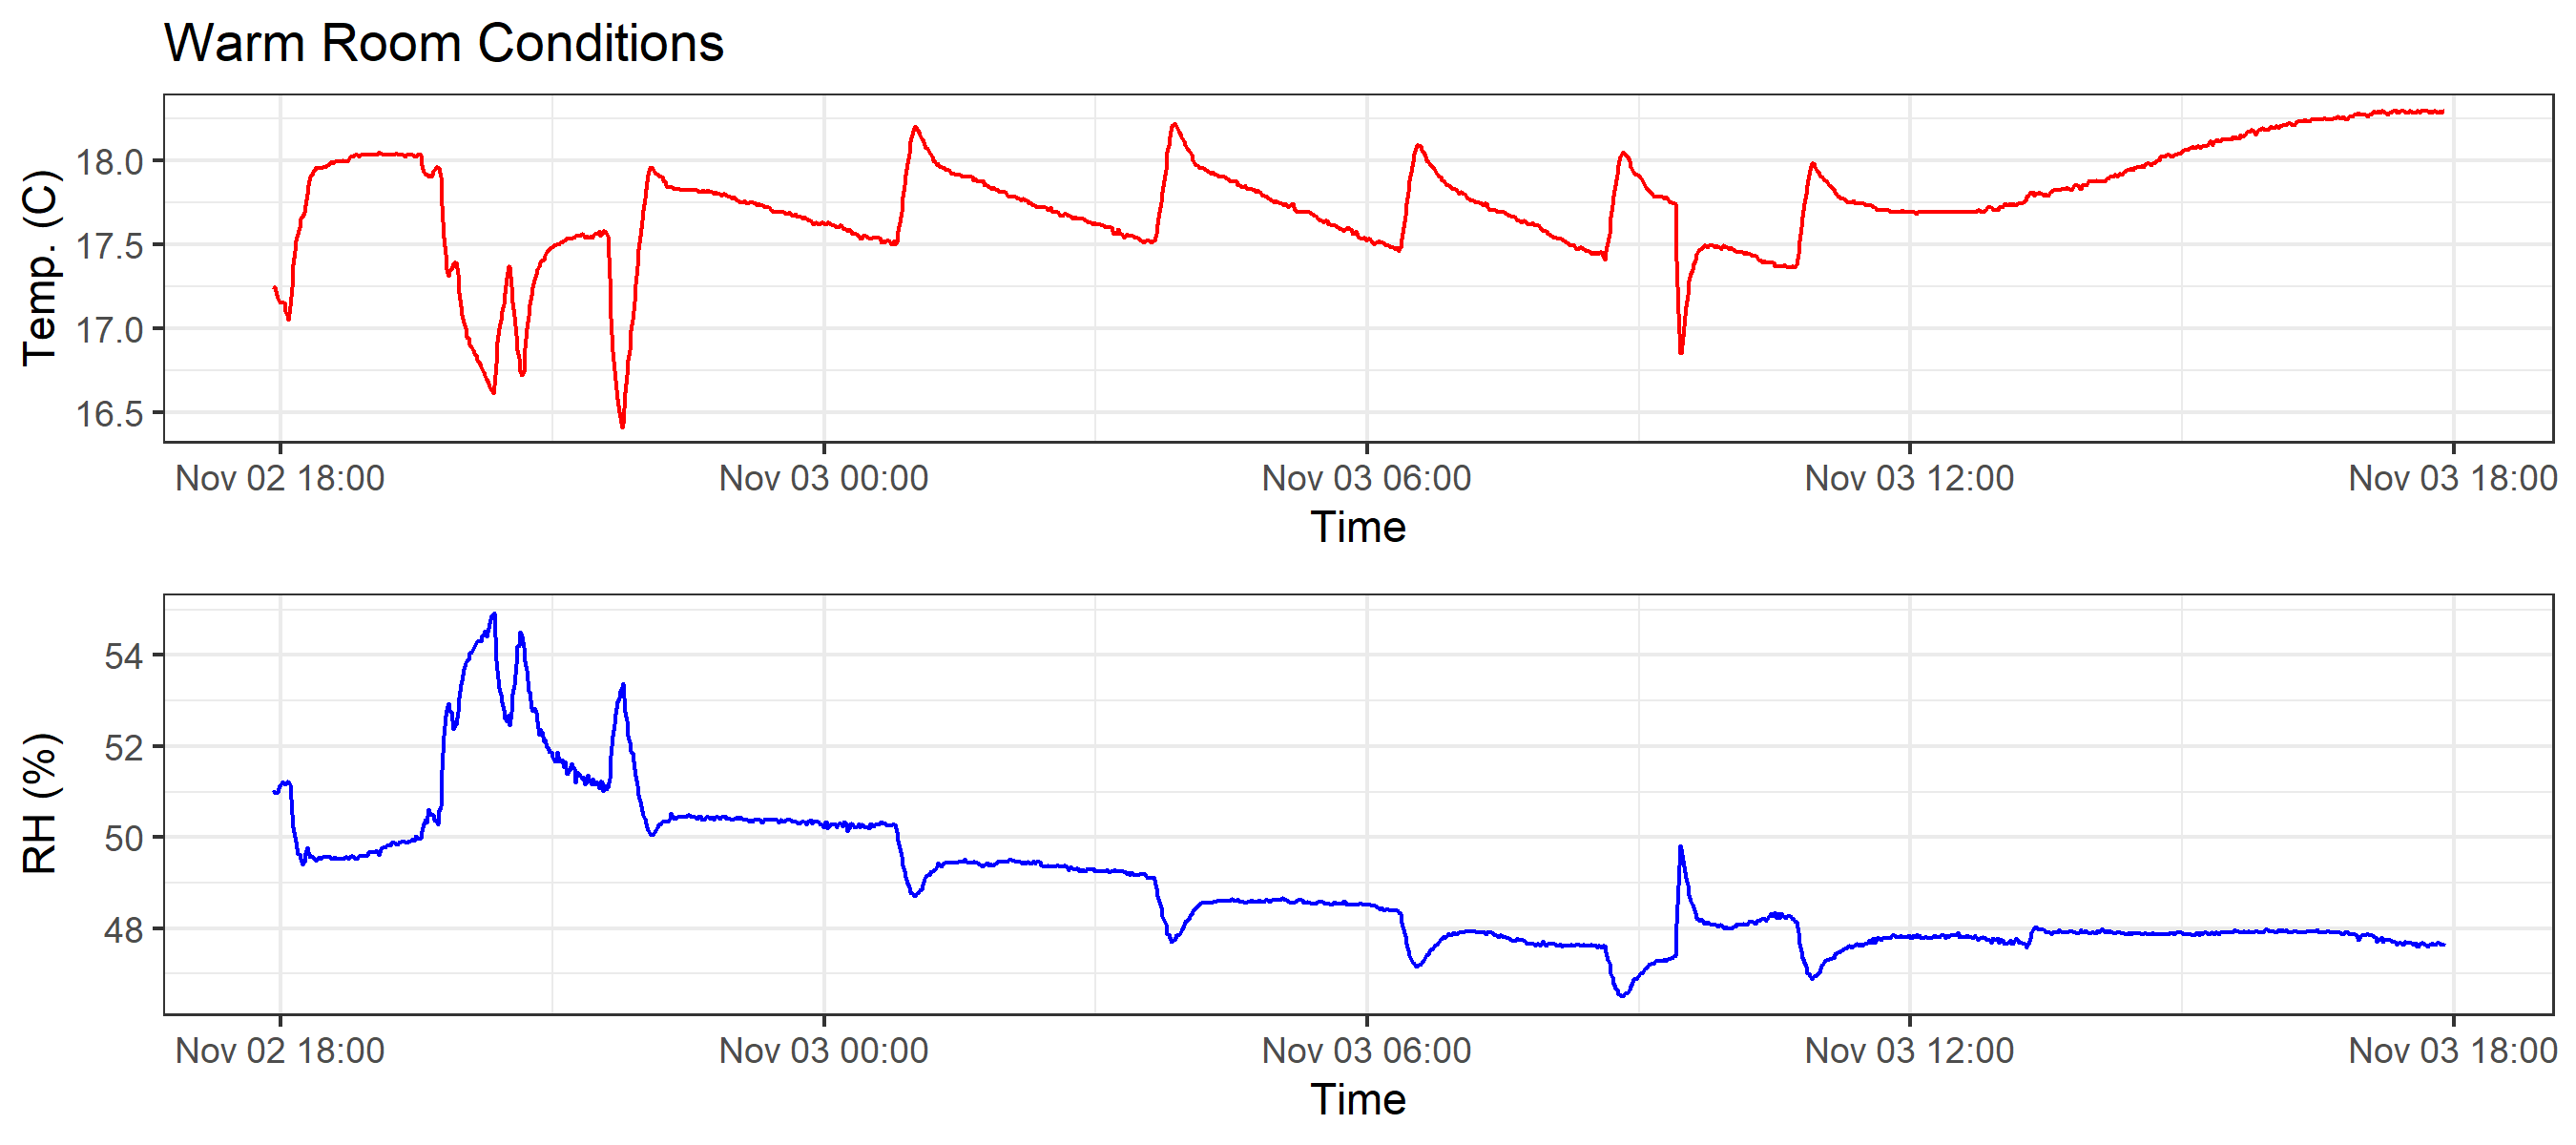 Warm Room Conditions
Temp. (C)
18.0
17.5
17.0
16.5
Nov 02 18:00 Nov 03 00:00 Nov 03 06:00 Nov 03 12:00 Nov 03 18:00
Time
RH (%)
54
52
50
48
Nov 02 18:00 Nov 03 00:00 Nov 03 06:00 Nov 03 12:00 Nov 03 18:00
Time